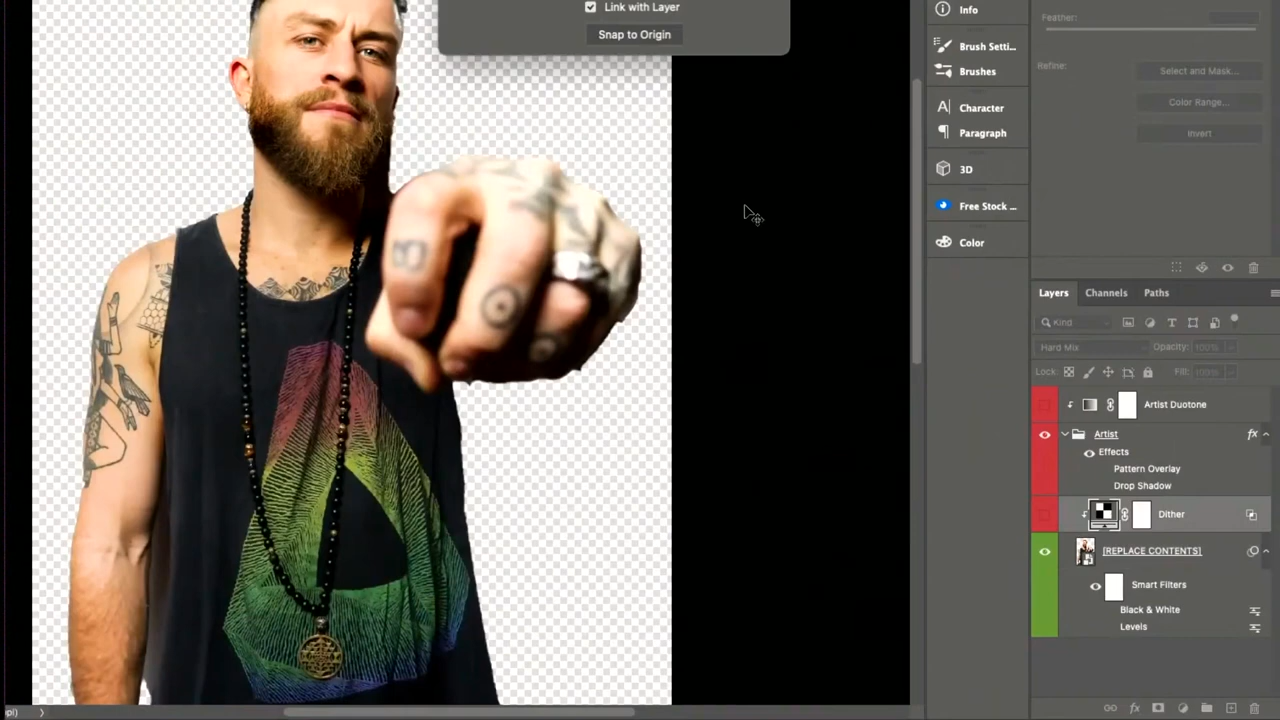 Link with Layer
Snap to Origin
Info
Brush Setti...
Brushes
Character
Paragraph
3D
Free Stock ...
Color
Feather:
Refine:
Select and Mask...
Color Range...
Invert
Layers Channels Paths
Kind
Hard Mix Opacity: 100%
Lock: Fill: 100%
Artist Duotone
Artist fx
Effects
Pattern Overlay
Drop Shadow
Dither
[REPLACE CONTENTS]
Smart Filters
Black & White
Levels
fx